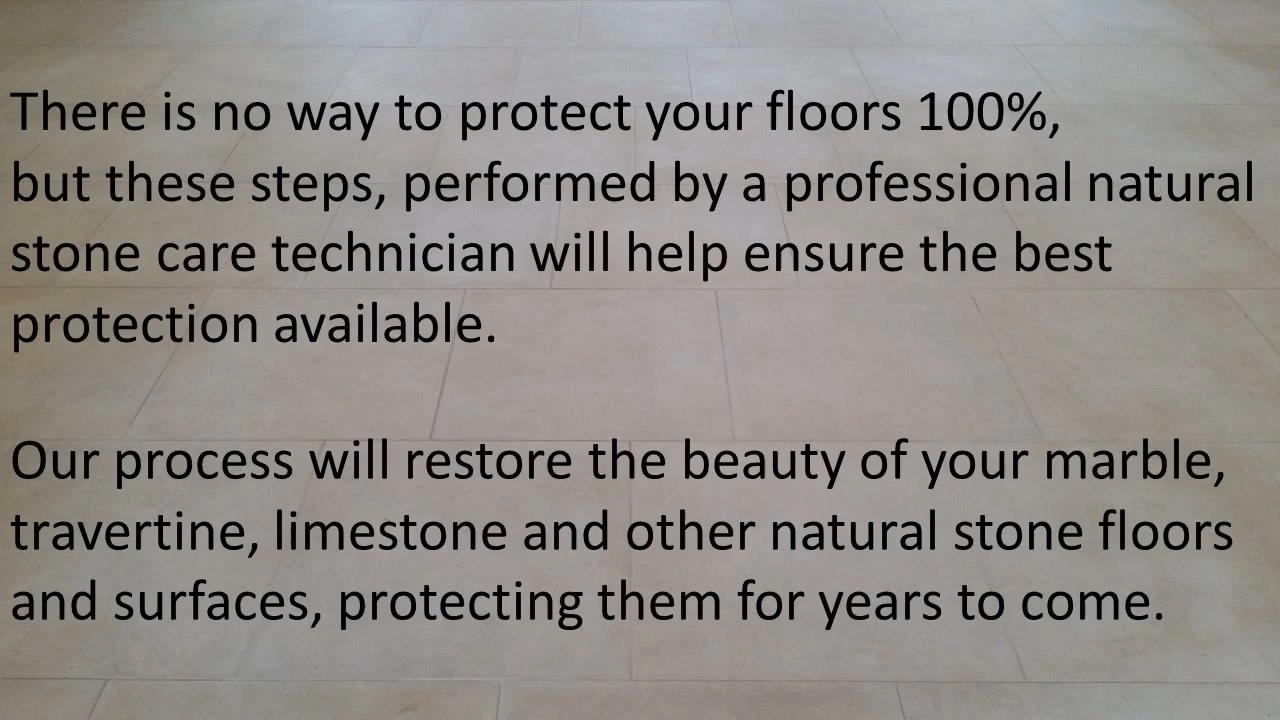 There is no way to protect your floors 100%,
but these steps, performed by a professional natural
stone care technician will help ensure the best
protection available.
Our process will restore the beauty of your marble,
travertine, limestone and other natural stone floors
and surfaces, protecting them for years to come.